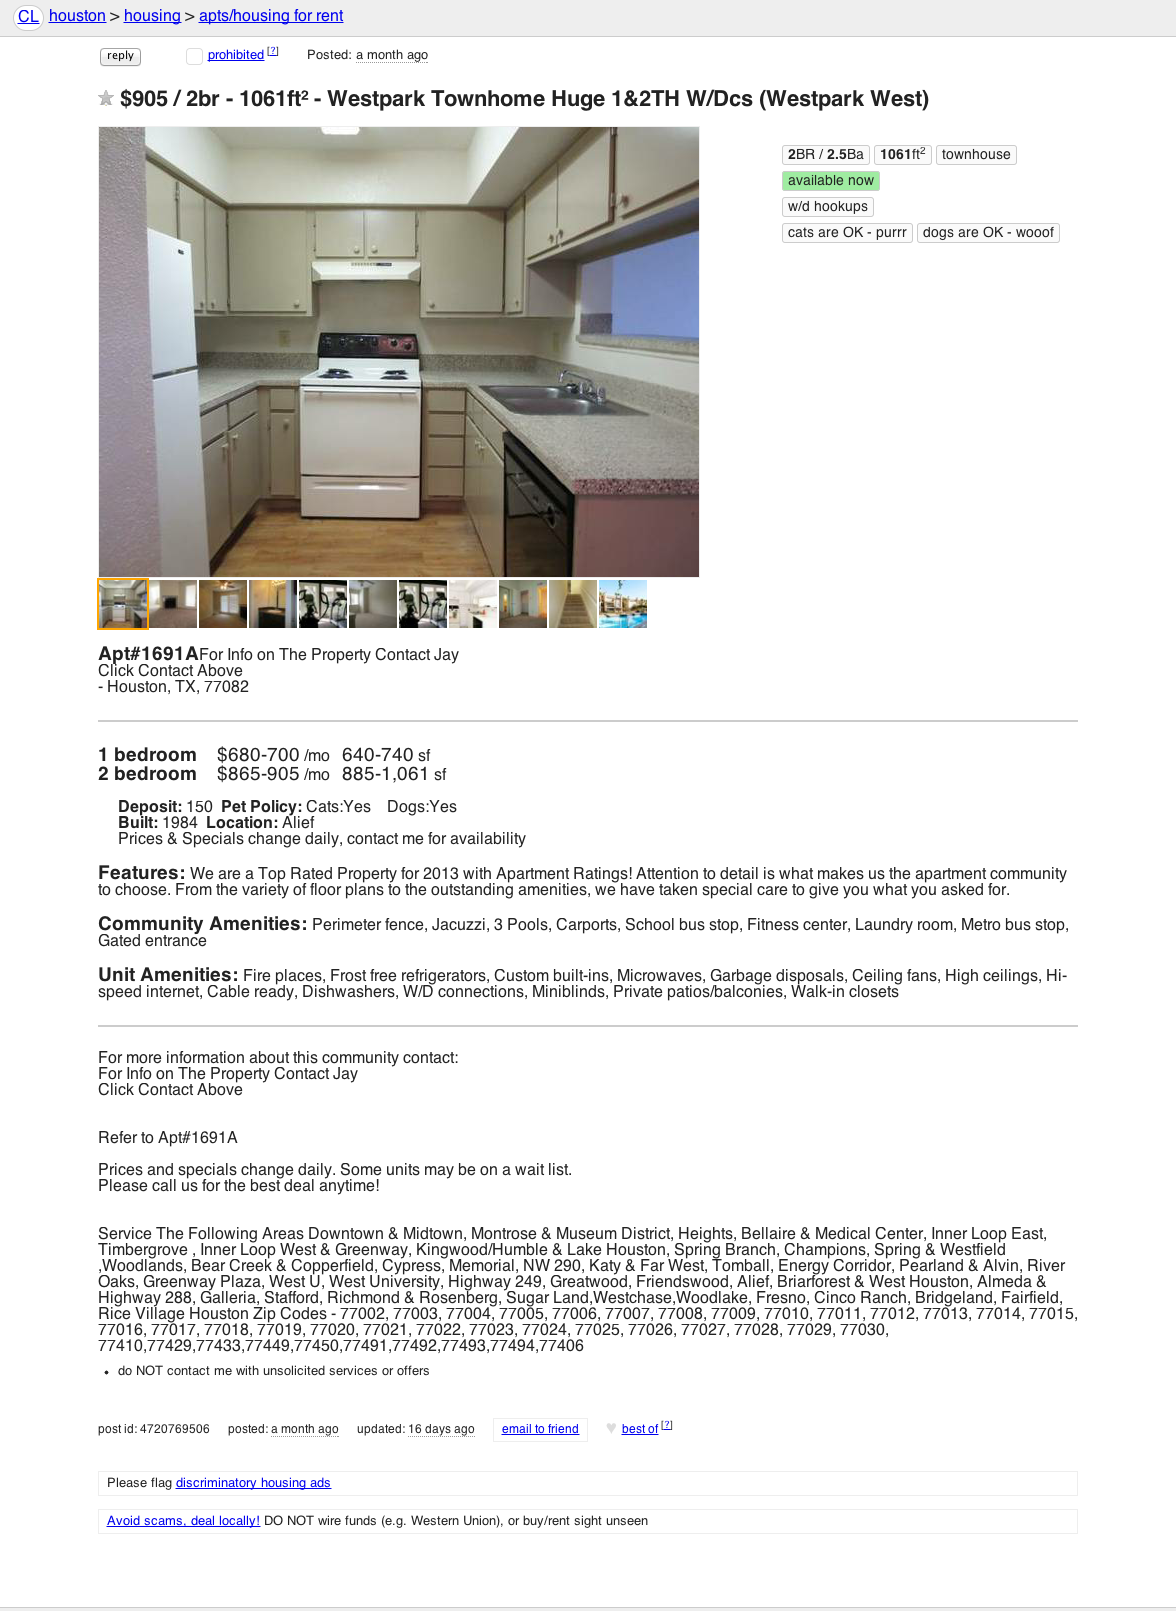 CL houston > housing > apts/housing for rent
reply prohibited [?] Posted: a month ago
$905 / 2br - 1061ft² - Westpark Townhome Huge 1&2TH W/Dcs (Westpark West)
2BR / 2.5Ba 1061ft2 townhouse
available now
w/d hookups
cats are OK - purrr dogs are OK - wooof
Apt#1691AFor Info on The Property Contact Jay
Click Contact Above
- Houston, TX, 77082
1 bedroom $680-700 /mo 640-740 sf
2 bedroom $865-905 /mo 885-1,061 sf
Deposit: 150 Pet Policy: Cats:Yes Dogs:Yes
Built: 1984 Location: Alief
Prices & Specials change daily, contact me for availability
Features: We are a Top Rated Property for 2013 with Apartment Ratings! Attention to detail is what makes us the apartment community
to choose. From the variety of floor plans to the outstanding amenities, we have taken special care to give you what you asked for.
Community Amenities: Perimeter fence, Jacuzzi, 3 Pools, Carports, School bus stop, Fitness center, Laundry room, Metro bus stop,
Gated entrance
Unit Amenities: Fire places, Frost free refrigerators, Custom built-ins, Microwaves, Garbage disposals, Ceiling fans, High ceilings, Hi-
speed internet, Cable ready, Dishwashers, W/D connections, Miniblinds, Private patios/balconies, Walk-in closets
For more information about this community contact:
For Info on The Property Contact Jay
Click Contact Above
Refer to Apt#1691A
Prices and specials change daily. Some units may be on a wait list.
Please call us for the best deal anytime!
Service The Following Areas Downtown & Midtown, Montrose & Museum District, Heights, Bellaire & Medical Center, Inner Loop East,
Timbergrove , Inner Loop West & Greenway, Kingwood/Humble & Lake Houston, Spring Branch, Champions, Spring & Westfield
,Woodlands, Bear Creek & Copperfield, Cypress, Memorial, NW 290, Katy & Far West, Tomball, Energy Corridor, Pearland & Alvin, River
Oaks, Greenway Plaza, West U, West University, Highway 249, Greatwood, Friendswood, Alief, Briarforest & West Houston, Almeda &
Highway 288, Galleria, Stafford, Richmond & Rosenberg, Sugar Land,Westchase,Woodlake, Fresno, Cinco Ranch, Bridgeland, Fairfield,
Rice Village Houston Zip Codes - 77002, 77003, 77004, 77005, 77006, 77007, 77008, 77009, 77010, 77011, 77012, 77013, 77014, 77015,
77016, 77017, 77018, 77019, 77020, 77021, 77022, 77023, 77024, 77025, 77026, 77027, 77028, 77029, 77030,
77410,77429,77433,77449,77450,77491,77492,77493,77494,77406
• do NOT contact me with unsolicited services or offers
post id: 4720769506 posted: a month ago updated: 16 days ago email to friend ♥ best of [?]
Please flag discriminatory housing ads
Avoid scams, deal locally! DO NOT wire funds (e.g. Western Union), or buy/rent sight unseen